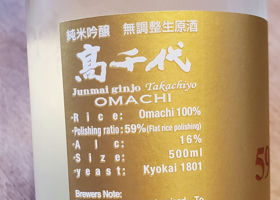 純米吟醸 無調整生原酒
高千代
Junmai ginjo Takachiyo
OMACHI
・Rice: Omachi 100%
・Polishing ratio: 59% (Flat rice polishing)
・Alc: 16%
・Size: 500ml
・yeast: Kyokai 1801
Brewers Note:
To